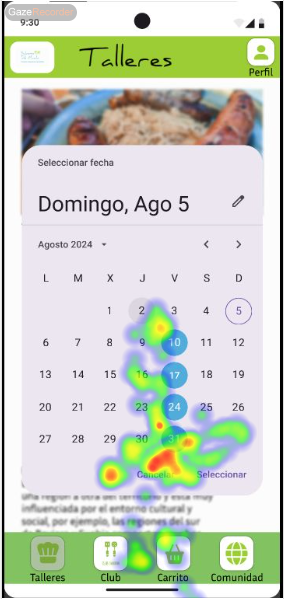 GazeRecorder
9:30
Talleres
Perfil
Seleccionar fecha
Domingo, Ago 5
Agosto 2024
L M X J V S D
1 2 3 4 5
6 7 8 9 10 11 12
13 14 15 16 17 18 19
20 21 22 23 24 25 26
27 28 29 30 31
Cancelar Seleccionar
una región a otra del territorio y está muy
influenciada por el entorno cultural y
social, por ejemplo, las regiones del sur
Talleres Club Carrito Comunidad